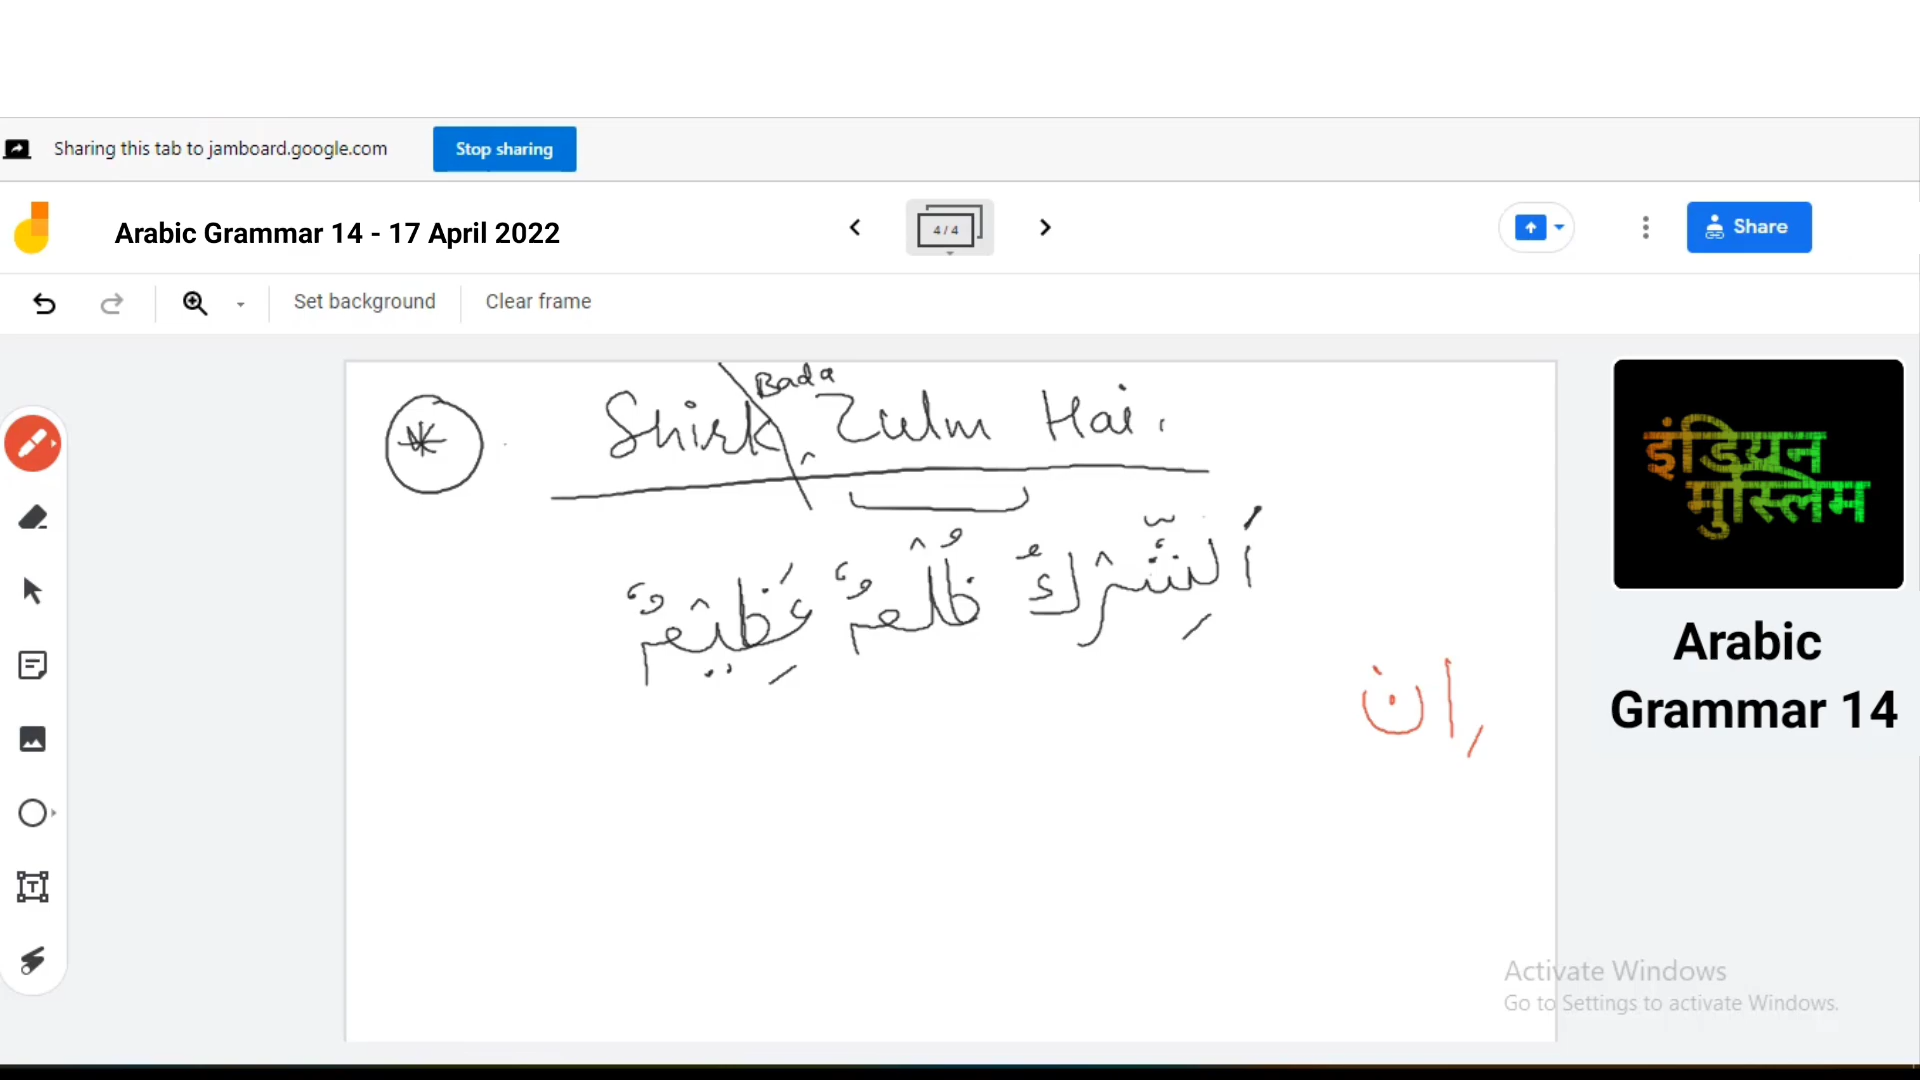 Sharing this tab to jamboard.google.com Stop sharing
Arabic Grammar 14 - 17 April 2022 4 / 4 Share
Set background Clear frame
Bada
Shirk Zulm Hai.
اَلشِّرْكُ ظُلْمٌ عَظِيْمٌ
اِن
इंडियन
मुस्लिम
Arabic
Grammar 14
Activate Windows
Go to Settings to activate Windows.